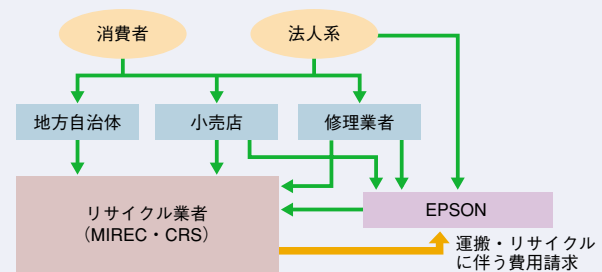 消費者
法人系
地方自治体
小売店
修理業者
リサイクル業者
（MIREC・CRS）
EPSON
運搬・リサイクル
に伴う費用請求